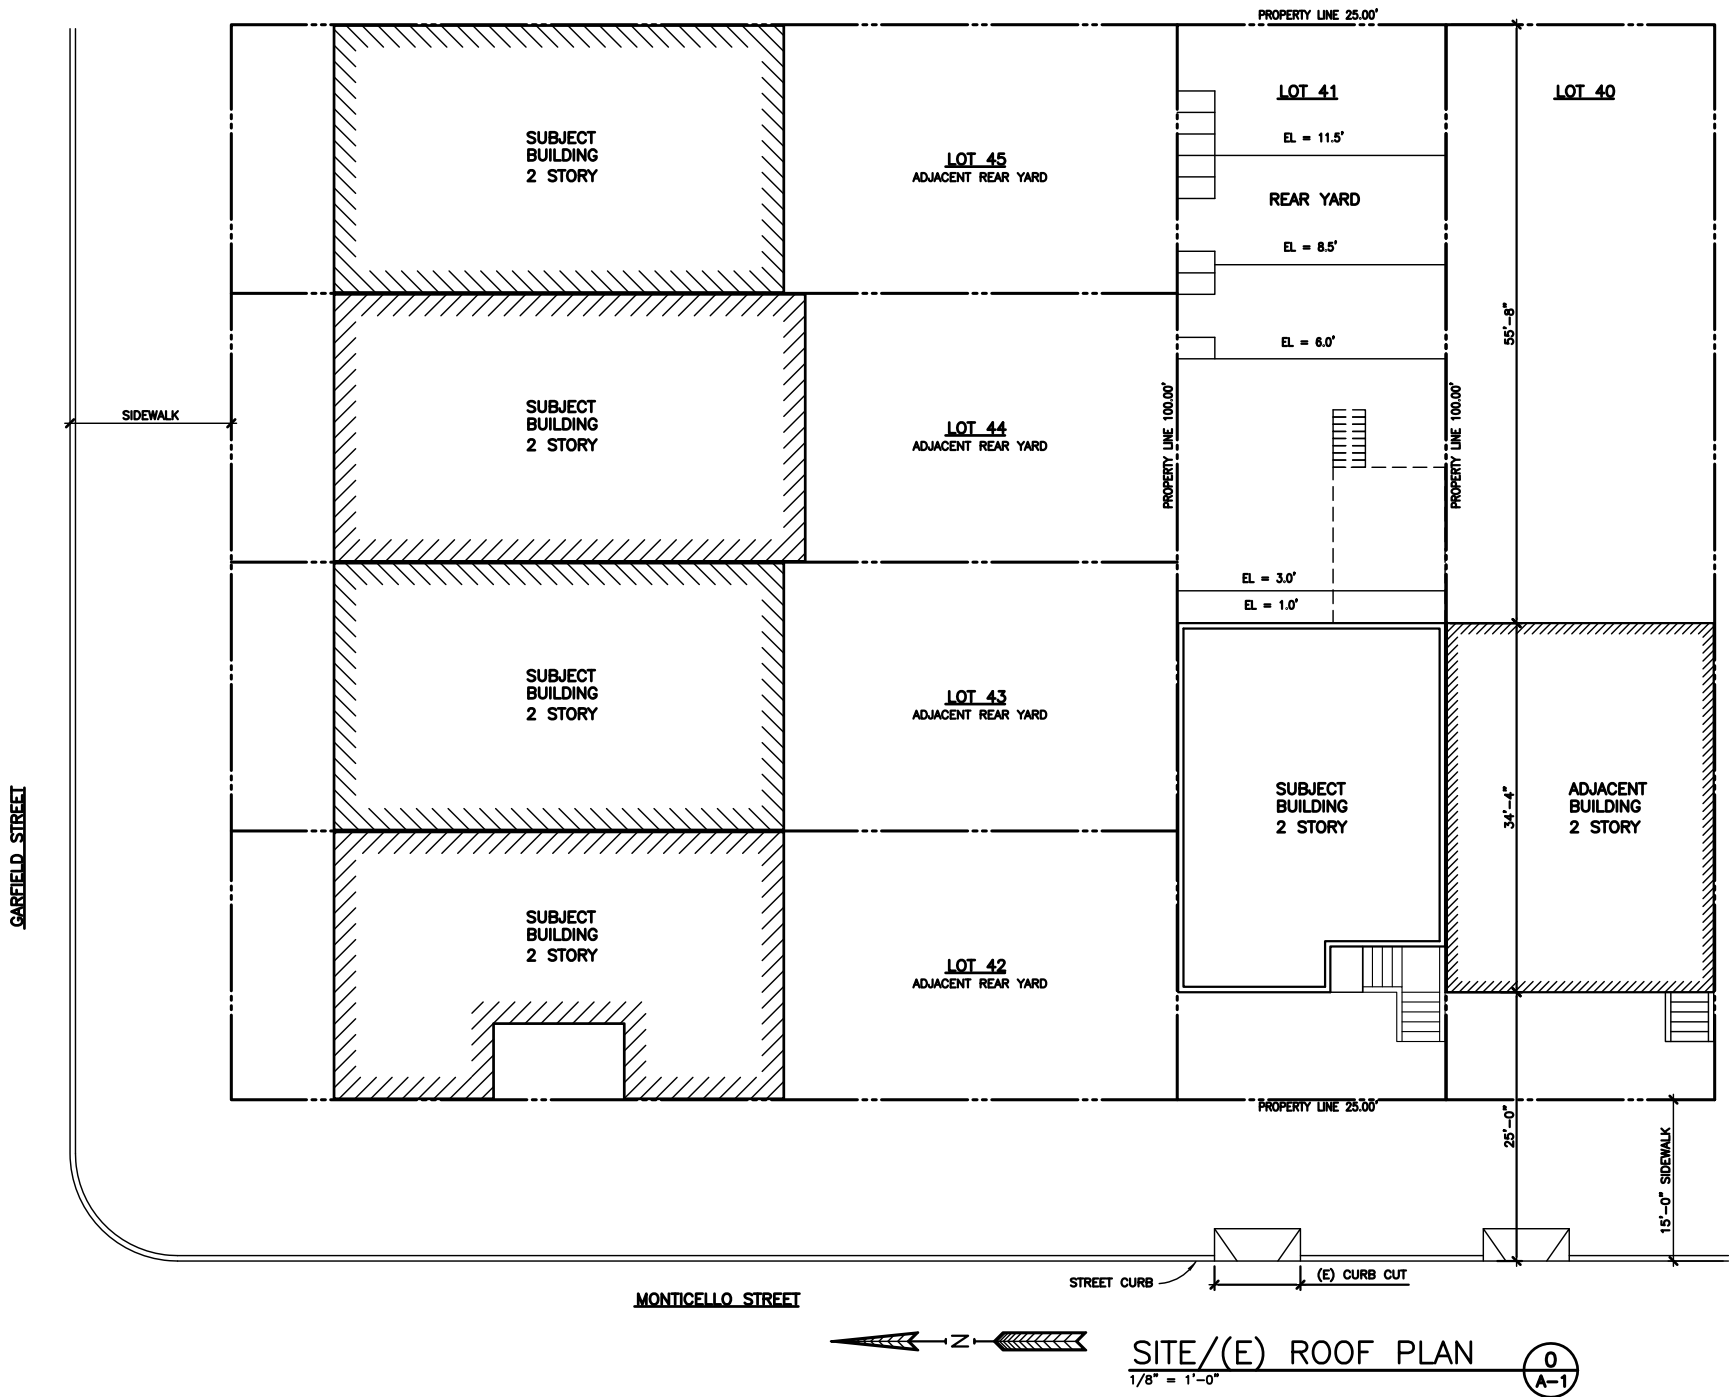 PROPERTY LINE 25.00'
LOT 41
LOT 40
EL = 11.5'
SUBJECT
BUILDING
2 STORY
LOT 45
ADJACENT REAR YARD
REAR YARD
EL = 8.5'
55'-8"
EL = 6.0'
SIDEWALK
SUBJECT
BUILDING
2 STORY
LOT 44
ADJACENT REAR YARD
PROPERTY LINE 100.00'
PROPERTY LINE 100.00'
EL = 3.0'
EL = 1.0'
SUBJECT
BUILDING
2 STORY
LOT 43
ADJACENT REAR YARD
SUBJECT
BUILDING
2 STORY
34'-4"
ADJACENT
BUILDING
2 STORY
GARFIELD STREET
SUBJECT
BUILDING
2 STORY
LOT 42
ADJACENT REAR YARD
PROPERTY LINE 25.00'
25'-0"
15'-0" SIDEWALK
STREET CURB
(E) CURB CUT
MONTICELLO STREET
N
SITE/(E) ROOF PLAN
1/8" = 1'-0"
0
A-1